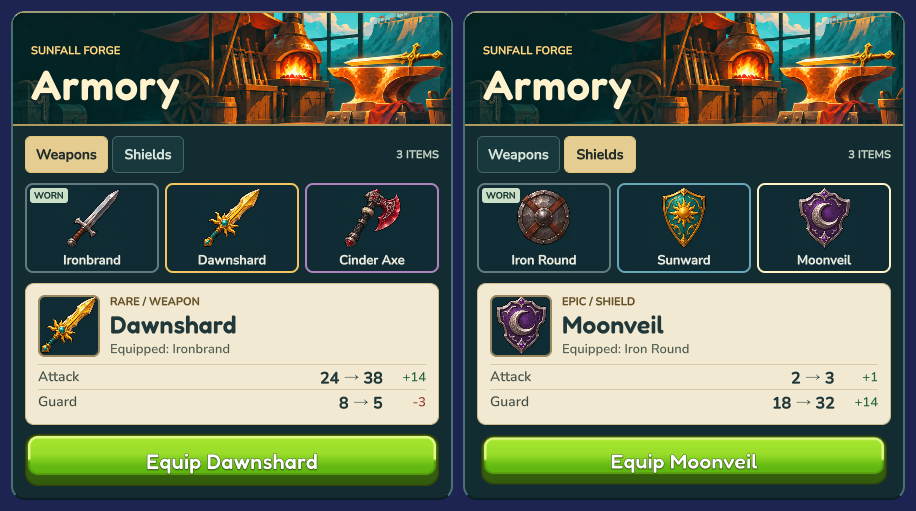 SUNFALL FORGE
Armory
Weapons Shields 3 ITEMS
WORN
Ironbrand Dawnshard Cinder Axe
RARE / WEAPON
Dawnshard
Equipped: Ironbrand
Attack 24 → 38 +14
Guard 8 → 5 -3
Equip Dawnshard
SUNFALL FORGE
Armory
Weapons Shields 3 ITEMS
WORN
Iron Round Sunward Moonveil
EPIC / SHIELD
Moonveil
Equipped: Iron Round
Attack 2 → 3 +1
Guard 18 → 32 +14
Equip Moonveil